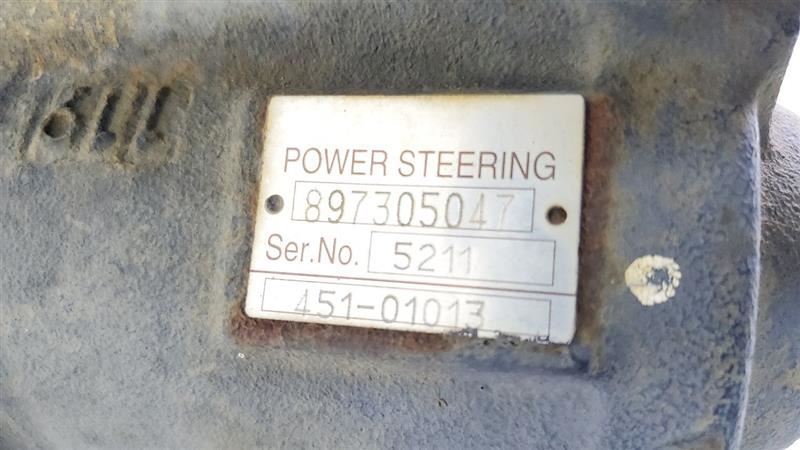 POWER STEERING
897305047
Ser.No. 5211
451-01013